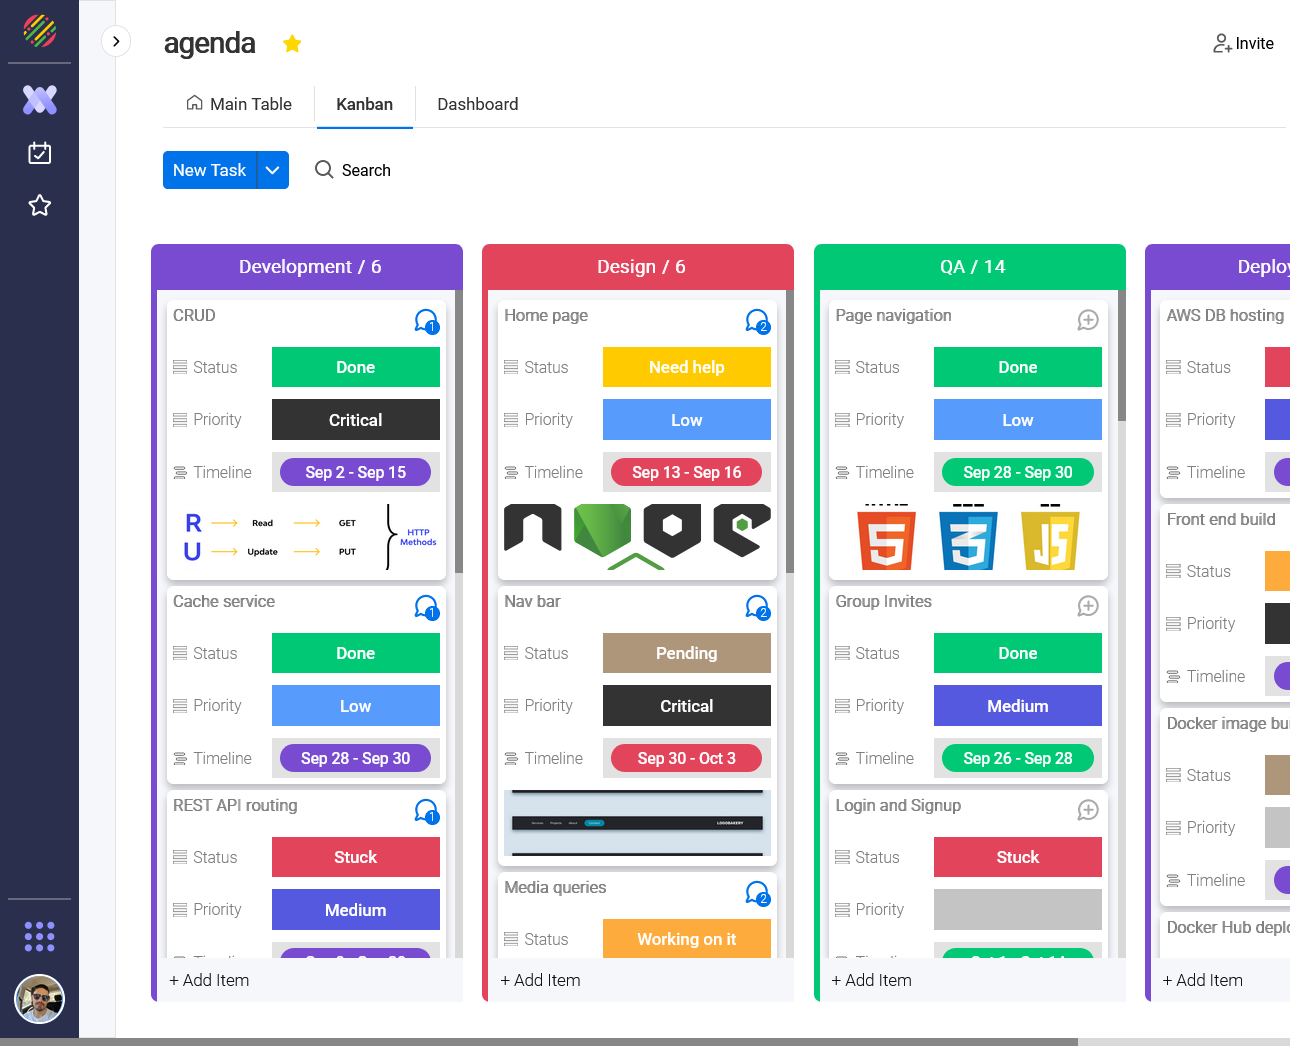 agenda
Invite
Main Table
Kanban
Dashboard
New Task
Search
Development / 6
CRUD
1
Status
Done
Priority
Critical
Timeline
Sep 2 - Sep 15
R
Read
GET
U
Update
PUT
HTTP
Methods
Cache service
1
Status
Done
Priority
Low
Timeline
Sep 28 - Sep 30
REST API routing
1
Status
Stuck
Priority
Medium
+ Add Item
Design / 6
Home page
2
Status
Need help
Priority
Low
Timeline
Sep 13 - Sep 16
Nav bar
2
Status
Pending
Priority
Critical
Timeline
Sep 30 - Oct 3
Media queries
2
Status
Working on it
+ Add Item
QA / 14
Page navigation
Status
Done
Priority
Low
Timeline
Sep 28 - Sep 30
5
3
JS
Group Invites
Status
Done
Priority
Medium
Timeline
Sep 26 - Sep 28
Login and Signup
Status
Stuck
Priority
+ Add Item
Deploy
AWS DB hosting
Status
Priority
Timeline
Front end build
Status
Priority
Timeline
Docker image bu
Status
Priority
Timeline
Docker Hub deplo
+ Add Item